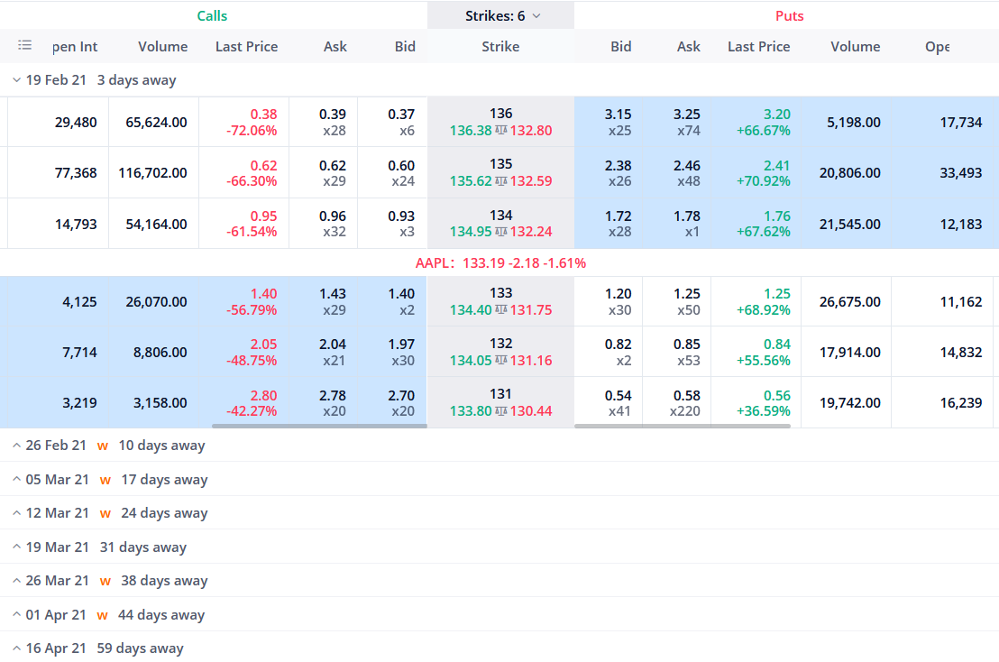 Calls Strikes: 6 Puts
pen Int Volume Last Price Ask Bid Strike Bid Ask Last Price Volume Ope
19 Feb 21 3 days away
29,480 65,624.00 0.38 0.39 0.37 136 3.15 3.25 3.20 5,198.00 17,734
-72.06% x28 x6 136.38 132.80 x25 x74 +66.67%
77,368 116,702.00 0.62 0.62 0.60 135 2.38 2.46 2.41 20,806.00 33,493
-66.30% x29 x24 135.62 132.59 x26 x48 +70.92%
14,793 54,164.00 0.95 0.96 0.93 134 1.72 1.78 1.76 21,545.00 12,183
-61.54% x32 x3 134.95 132.24 x28 x1 +67.62%
AAPL: 133.19 -2.18 -1.61%
4,125 26,070.00 1.40 1.43 1.40 133 1.20 1.25 1.25 26,675.00 11,162
-56.79% x29 x2 134.40 131.75 x30 x50 +68.92%
7,714 8,806.00 2.05 2.04 1.97 132 0.82 0.85 0.84 17,914.00 14,832
-48.75% x21 x30 134.05 131.16 x2 x53 +55.56%
3,219 3,158.00 2.80 2.78 2.70 131 0.54 0.58 0.56 19,742.00 16,239
-42.27% x20 x20 133.80 130.44 x41 x220 +36.59%
26 Feb 21 w 10 days away
05 Mar 21 w 17 days away
12 Mar 21 w 24 days away
19 Mar 21 31 days away
26 Mar 21 w 38 days away
01 Apr 21 w 44 days away
16 Apr 21 59 days away